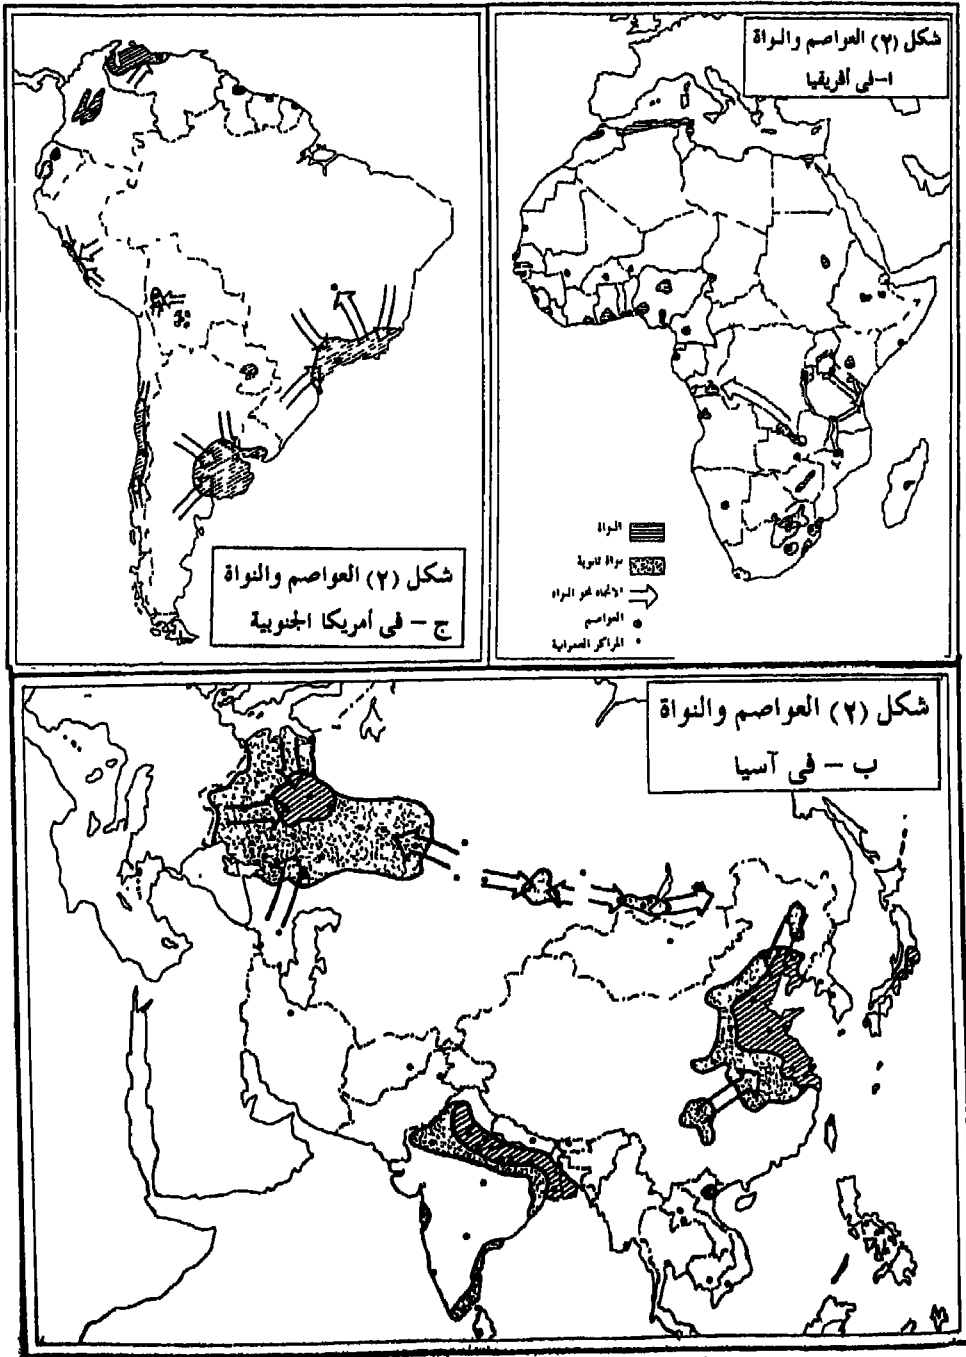 شكل (٢) العواصم والنواة
ا - فى أفريقيا
النواة
نواة ثانوية
الاتجاه نحو النواة
العواصم
المراكز العمرانية
شكل (٢) العواصم والنواة
ج - فى أمريكا الجنوبية
شكل (٢) العواصم والنواة
ب - فى آسيا